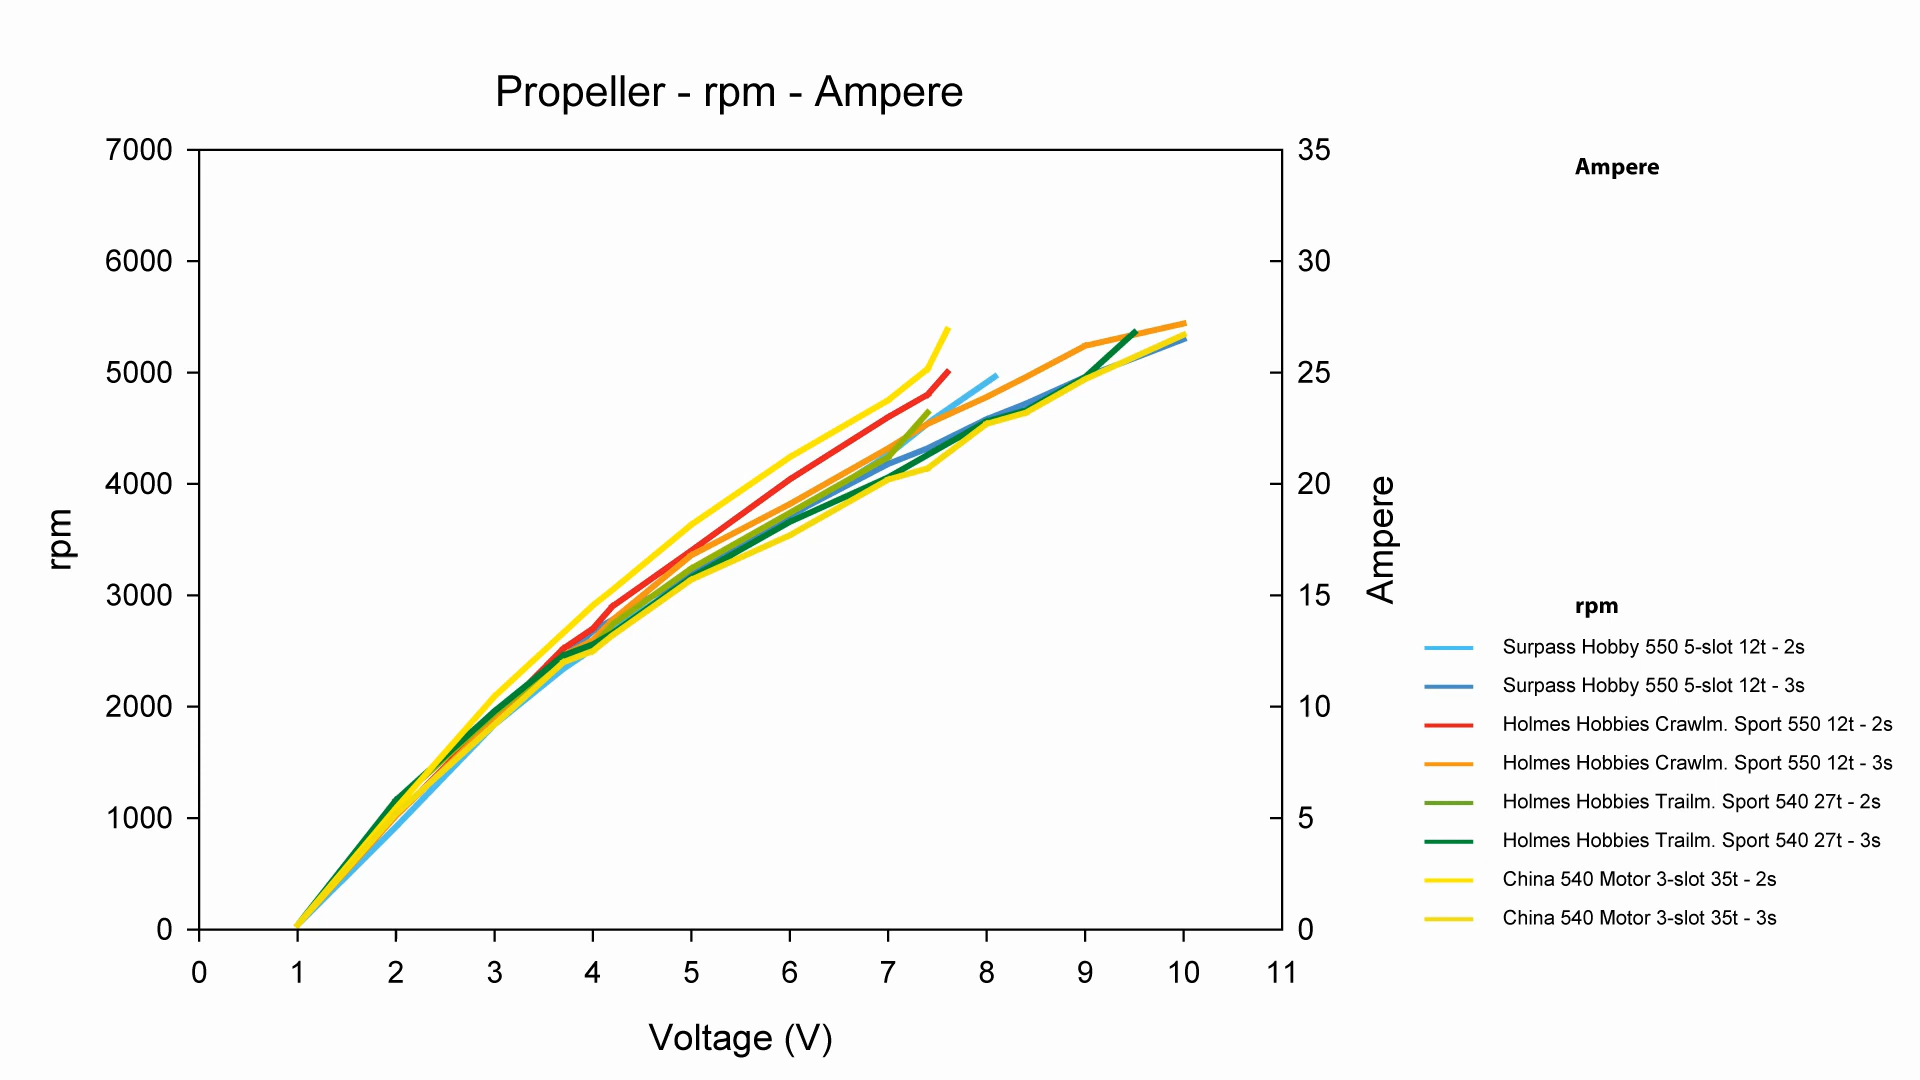 Propeller - rpm - Ampere
7000
6000
5000
4000
3000
2000
1000
0
rpm
0 1 2 3 4 5 6 7 8 9 10 11
Voltage (V)
35
30
25
20
15
10
5
0
Ampere
Ampere
rpm
Surpass Hobby 550 5-slot 12t - 2s
Surpass Hobby 550 5-slot 12t - 3s
Holmes Hobbies Crawlm. Sport 550 12t - 2s
Holmes Hobbies Crawlm. Sport 550 12t - 3s
Holmes Hobbies Trailm. Sport 540 27t - 2s
Holmes Hobbies Trailm. Sport 540 27t - 3s
China 540 Motor 3-slot 35t - 2s
China 540 Motor 3-slot 35t - 3s